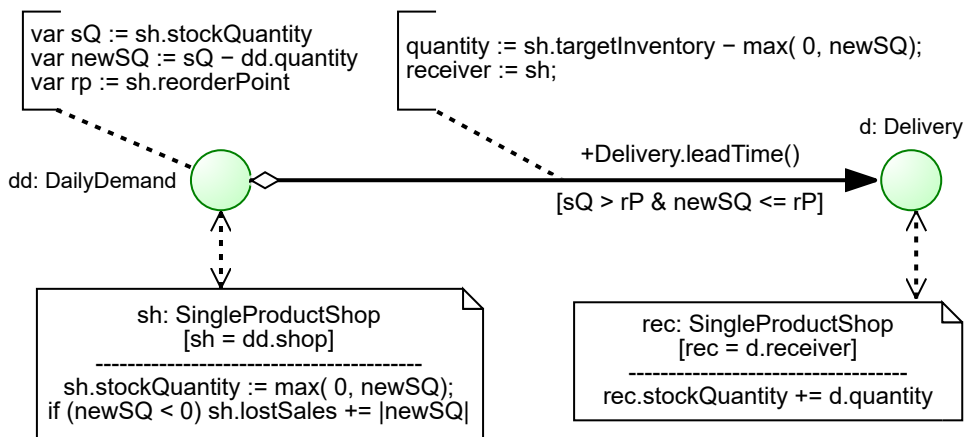 var sQ := sh.stockQuantity
var newSQ := sQ − dd.quantity
var rp := sh.reorderPoint
quantity := sh.targetInventory − max( 0, newSQ);
receiver := sh;
d: Delivery
+Delivery.leadTime()
dd: DailyDemand
[sQ > rP & newSQ <= rP]
sh: SingleProductShop
[sh = dd.shop]
----------------------------------------
sh.stockQuantity := max( 0, newSQ);
if (newSQ < 0) sh.lostSales += |newSQ|
rec: SingleProductShop
[rec = d.receiver]
-----------------------------------
rec.stockQuantity += d.quantity